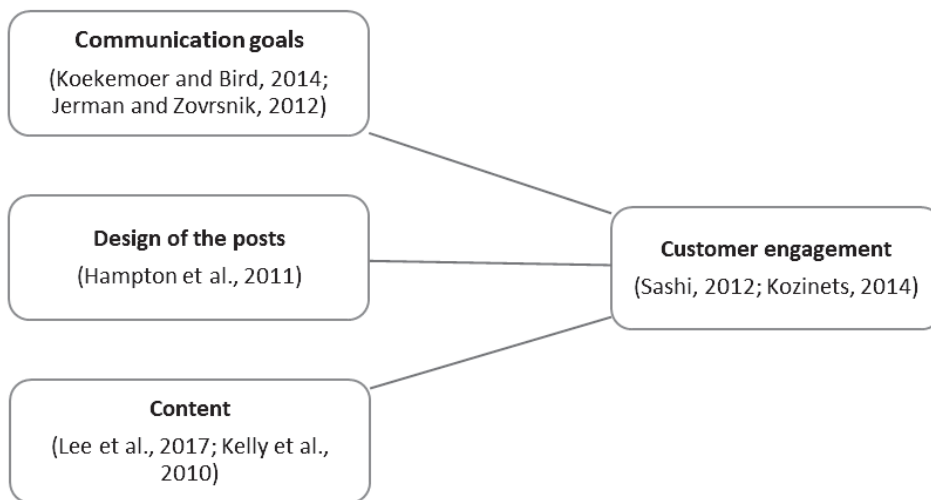 Communication goals
(Koekemoer and Bird, 2014;
Jerman and Zovrsnik, 2012)
Design of the posts
(Hampton et al., 2011)
Customer engagement
(Sashi, 2012; Kozinets, 2014)
Content
(Lee et al., 2017; Kelly et al.,
2010)